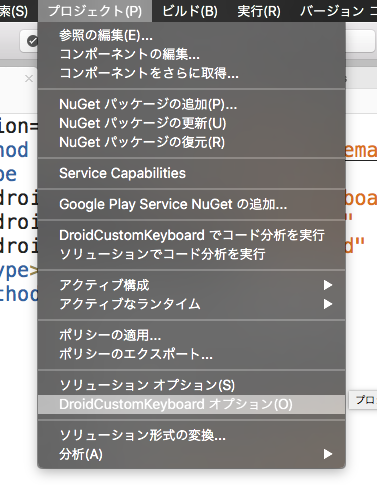 索(S) プロジェクト(P) ビルド(B) 実行(R) バージョン コ
参照の編集(E)...
コンポーネントの編集...
コンポーネントをさらに取得...
NuGet パッケージの追加(P)...
NuGet パッケージの更新(U)
NuGet パッケージの復元(R)
Service Capabilities
Google Play Service NuGet の追加...
DroidCustomKeyboard でコード分析を実行
ソリューションでコード分析を実行
アクティブ構成
アクティブなランタイム
ポリシーの適用...
ポリシーのエクスポート...
ソリューション オプション(S)
DroidCustomKeyboard オプション(O)
プロ
ソリューション形式の変換...
分析(A)
ion=
hod ema
pe
droi boa
droi "
droi d"
ype>
thod